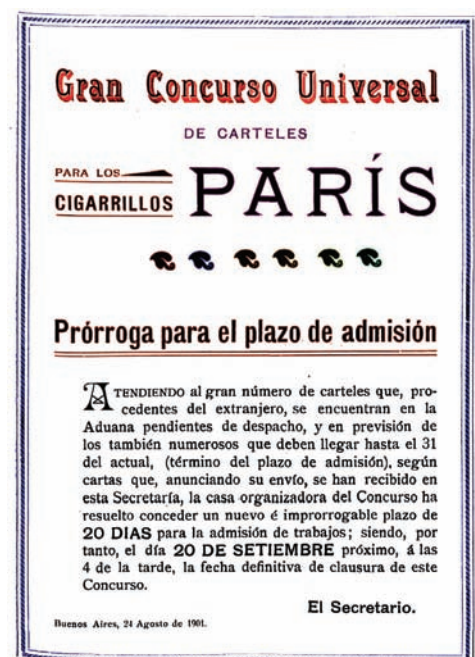 Gran Concurso Universal
DE CARTELES
PARA LOS
CIGARRILLOS PARÍS
Prórroga para el plazo de admisión
ATENDIENDO al gran número de carteles que, pro-
cedentes del extranjero, se encuentran en la
Aduana pendientes de despacho, y en previsión de
los también numerosos que deben llegar hasta el 31
del actual, (término del plazo de admisión), según
cartas que, anunciando su envío, se han recibido en
esta Secretaría, la casa organizadora del Concurso ha
resuelto conceder un nuevo é improrrogable plazo de
20 DIAS para la admisión de trabajos; siendo, por
tanto, el día 20 DE SETIEMBRE próximo, á las
4 de la tarde, la fecha definitiva de clausura de este
Concurso.
El Secretario.
Buenos Aires, 24 Agosto de 1901.